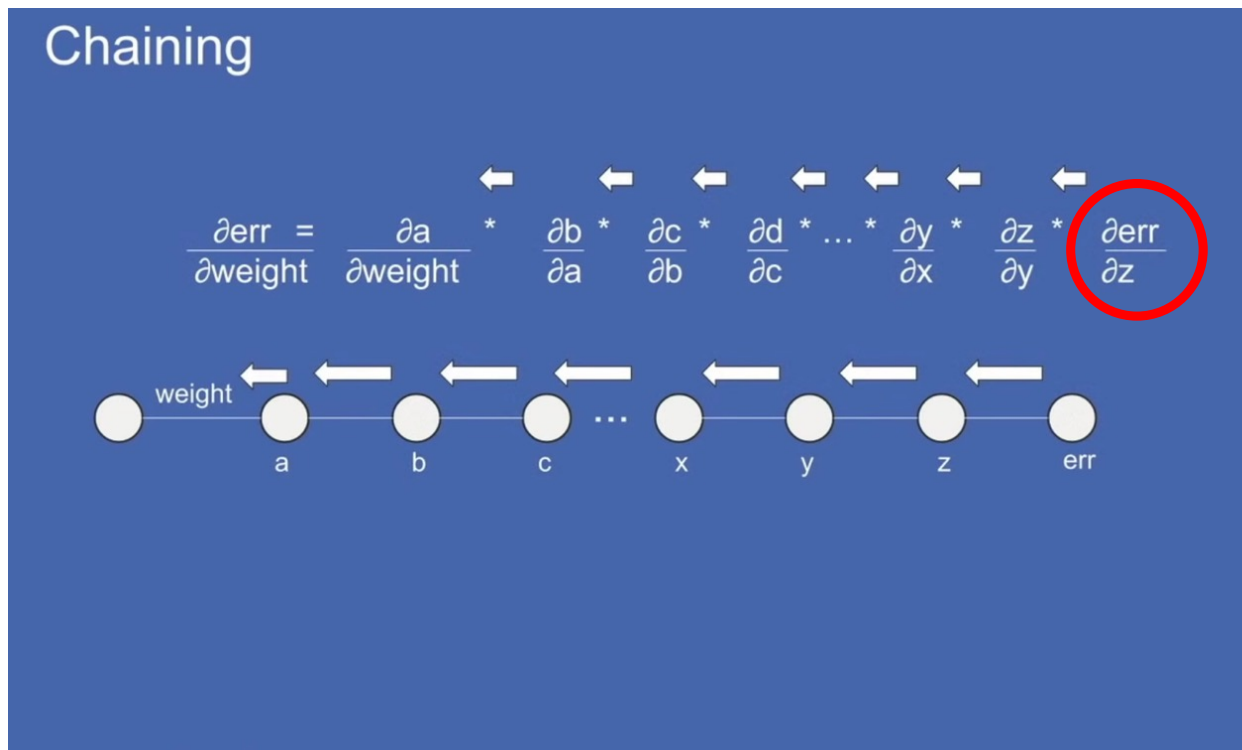 Chaining
∂err = ∂a * ∂b * ∂c * ∂d * ... * ∂y * ∂z * ∂err
∂weight ∂weight ∂a ∂b ∂c ∂x ∂y ∂z
weight
...
a b c x y z err